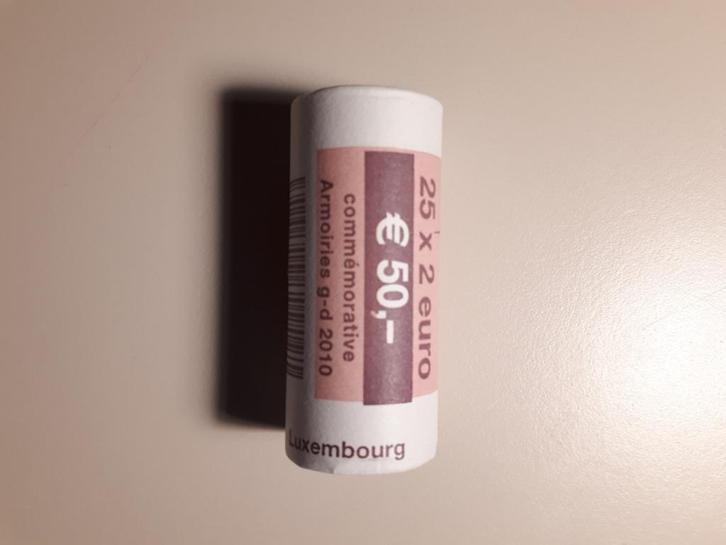 25 x 2 euro
€ 50,–
commémorative
Armoiries g-d 2010
Luxembourg